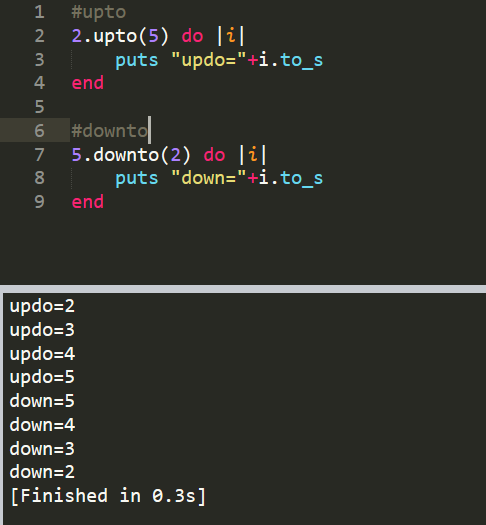 1 #upto
2 2.upto(5) do |i|
3     puts "updo="+i.to_s
4 end
5
6 #downto
7 5.downto(2) do |i|
8     puts "down="+i.to_s
9 end
updo=2
updo=3
updo=4
updo=5
down=5
down=4
down=3
down=2
[Finished in 0.3s]